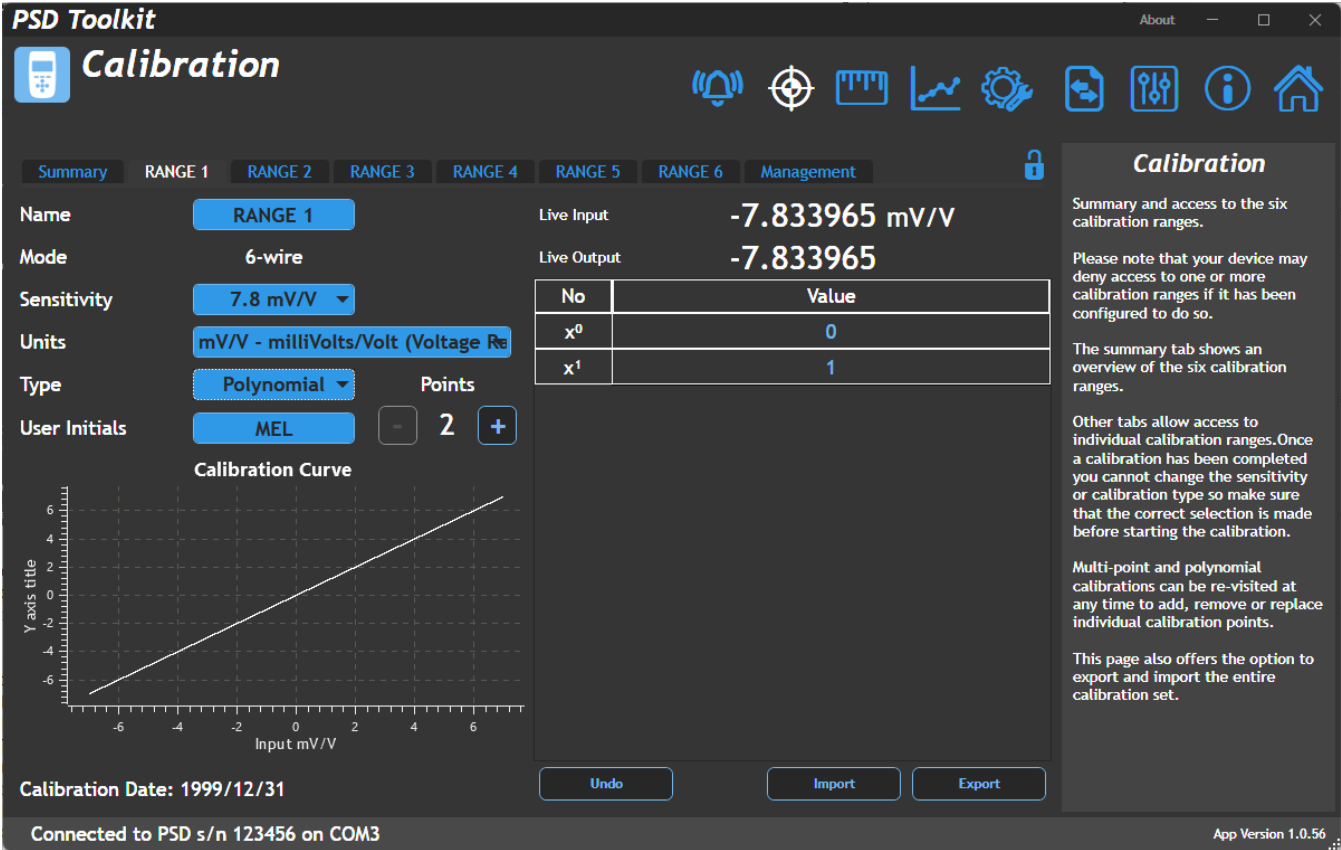 PSD Toolkit
About
Calibration
Summary RANGE 1 RANGE 2 RANGE 3 RANGE 4 RANGE 5 RANGE 6 Management
Name RANGE 1
Mode 6-wire
Sensitivity 7.8 mV/V
Units mV/V - milliVolts/Volt (Voltage Re
Type Polynomial Points
User Initials MEL - 2 +
Calibration Curve
Y axis title
6
4
2
0
-2
-4
-6
-6 -4 -2 0 2 4 6
Input mV/V
Calibration Date: 1999/12/31
Live Input -7.833965 mV/V
Live Output -7.833965
No Value
x⁰ 0
x¹ 1
Undo Import Export
Calibration
Summary and access to the six
calibration ranges.
Please note that your device may
deny access to one or more
calibration ranges if it has been
configured to do so.
The summary tab shows an
overview of the six calibration
ranges.
Other tabs allow access to
individual calibration ranges.Once
a calibration has been completed
you cannot change the sensitivity
or calibration type so make sure
that the correct selection is made
before starting the calibration.
Multi-point and polynomial
calibrations can be re-visited at
any time to add, remove or replace
individual calibration points.
This page also offers the option to
export and import the entire
calibration set.
Connected to PSD s/n 123456 on COM3
App Version 1.0.56